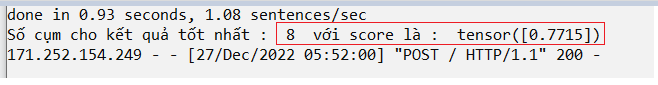 done in 0.93 seconds, 1.08 sentences/sec
Số cụm cho kết quả tốt nhất :  8  với score là :  tensor([0.7715])
171.252.154.249 - - [27/Dec/2022 05:52:00] "POST / HTTP/1.1" 200 -